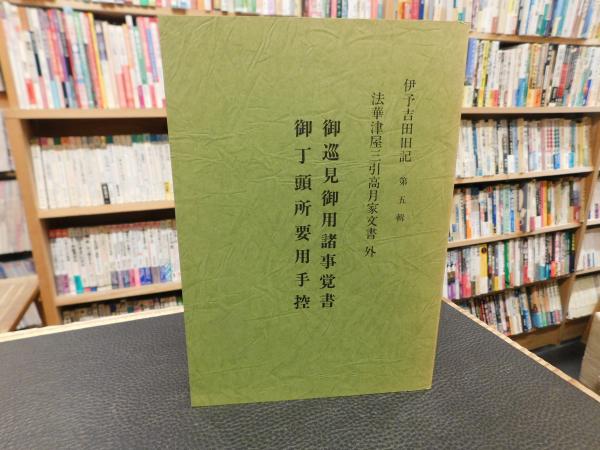 伊予吉田旧記 第五輯
法華津屋三引高月家文書 外
御巡見御用諸事覚書
御丁頭所要用手控